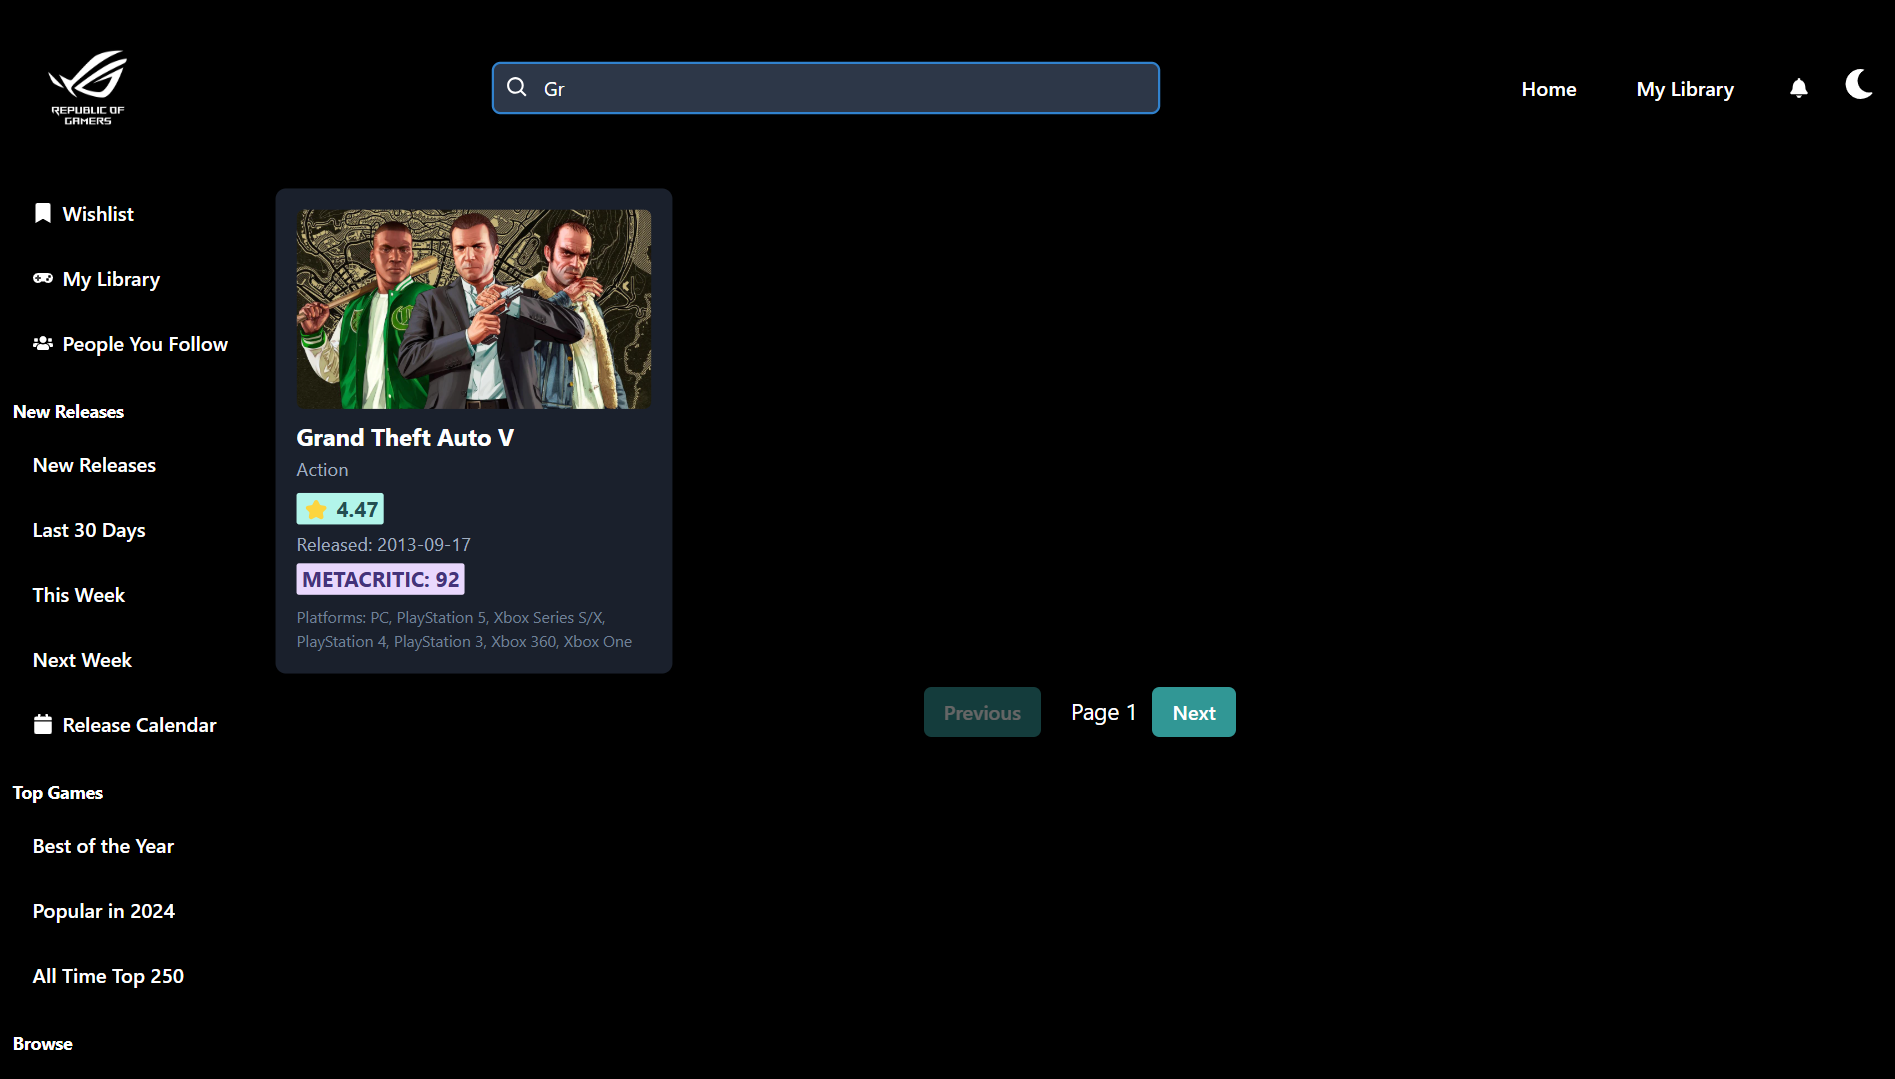 REPUBLIC OF
GAMERS
Gr
Home
My Library
Wishlist
My Library
People You Follow
New Releases
New Releases
Last 30 Days
This Week
Next Week
Release Calendar
Top Games
Best of the Year
Popular in 2024
All Time Top 250
Browse
Grand Theft Auto V
Action
4.47
Released: 2013-09-17
METACRITIC: 92
Platforms: PC, PlayStation 5, Xbox Series S/X,
PlayStation 4, PlayStation 3, Xbox 360, Xbox One
Previous
Page 1
Next